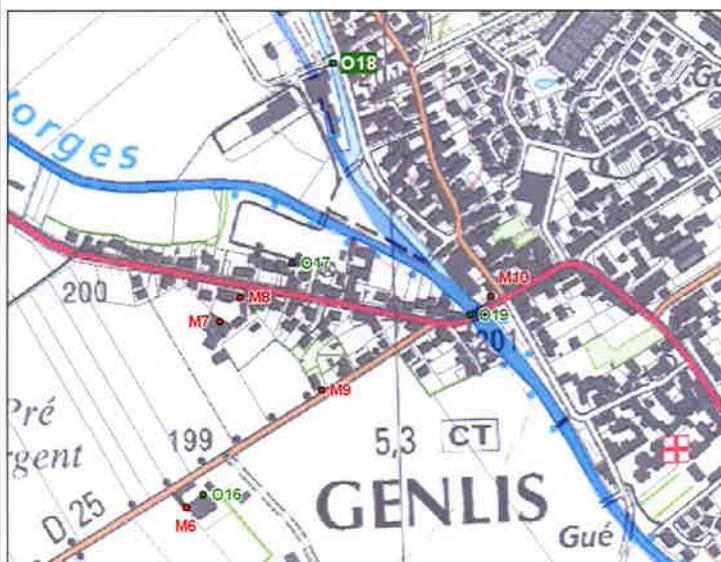 O18
orges
O17
200
M8
M10
M7
O19
201
M9
Pré
rgent
199
5,3
CT
O16
GENLIS
M6
D 25
Gué